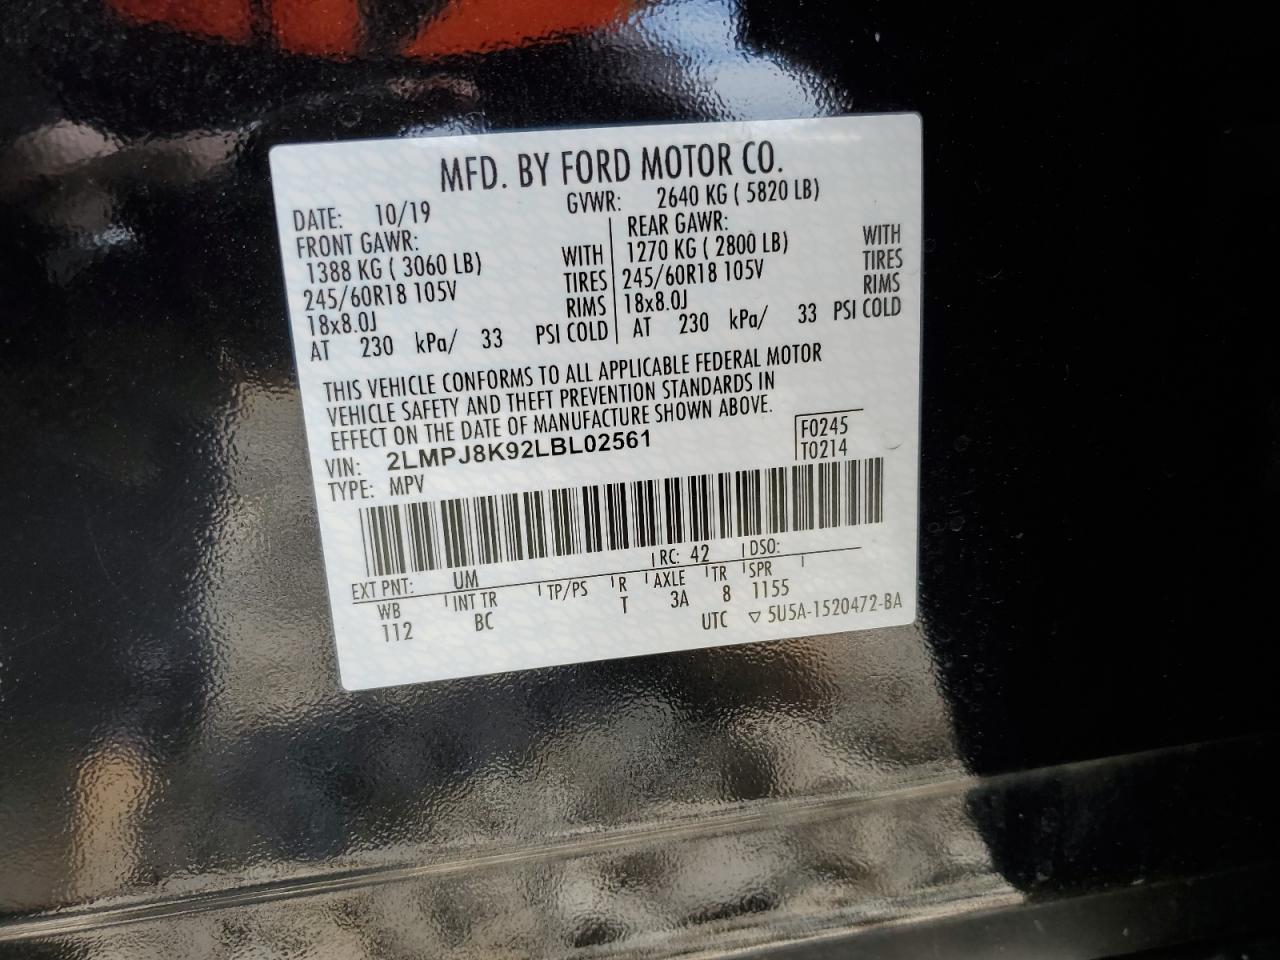 MFD. BY FORD MOTOR CO.
DATE: 10/19 GVWR: 2640 KG ( 5820 LB)
FRONT GAWR: REAR GAWR:
1388 KG ( 3060 LB) WITH 1270 KG ( 2800 LB) WITH
245/60R18 105V TIRES 245/60R18 105V TIRES
18x8.0J RIMS 18x8.0J RIMS
AT 230 kPa/ 33 PSI COLD AT 230 kPa/ 33 PSI COLD
THIS VEHICLE CONFORMS TO ALL APPLICABLE FEDERAL MOTOR
VEHICLE SAFETY AND THEFT PREVENTION STANDARDS IN
EFFECT ON THE DATE OF MANUFACTURE SHOWN ABOVE.
VIN: 2LMPJ8K92LBL02561 F0245
TYPE: MPV T0214
EXT PNT: UM RC: 42 DSO:
WB INT TR TP/PS R AXLE TR SPR
112 BC T 3A 8 1155
UTC ▽ 5U5A-1520472-BA